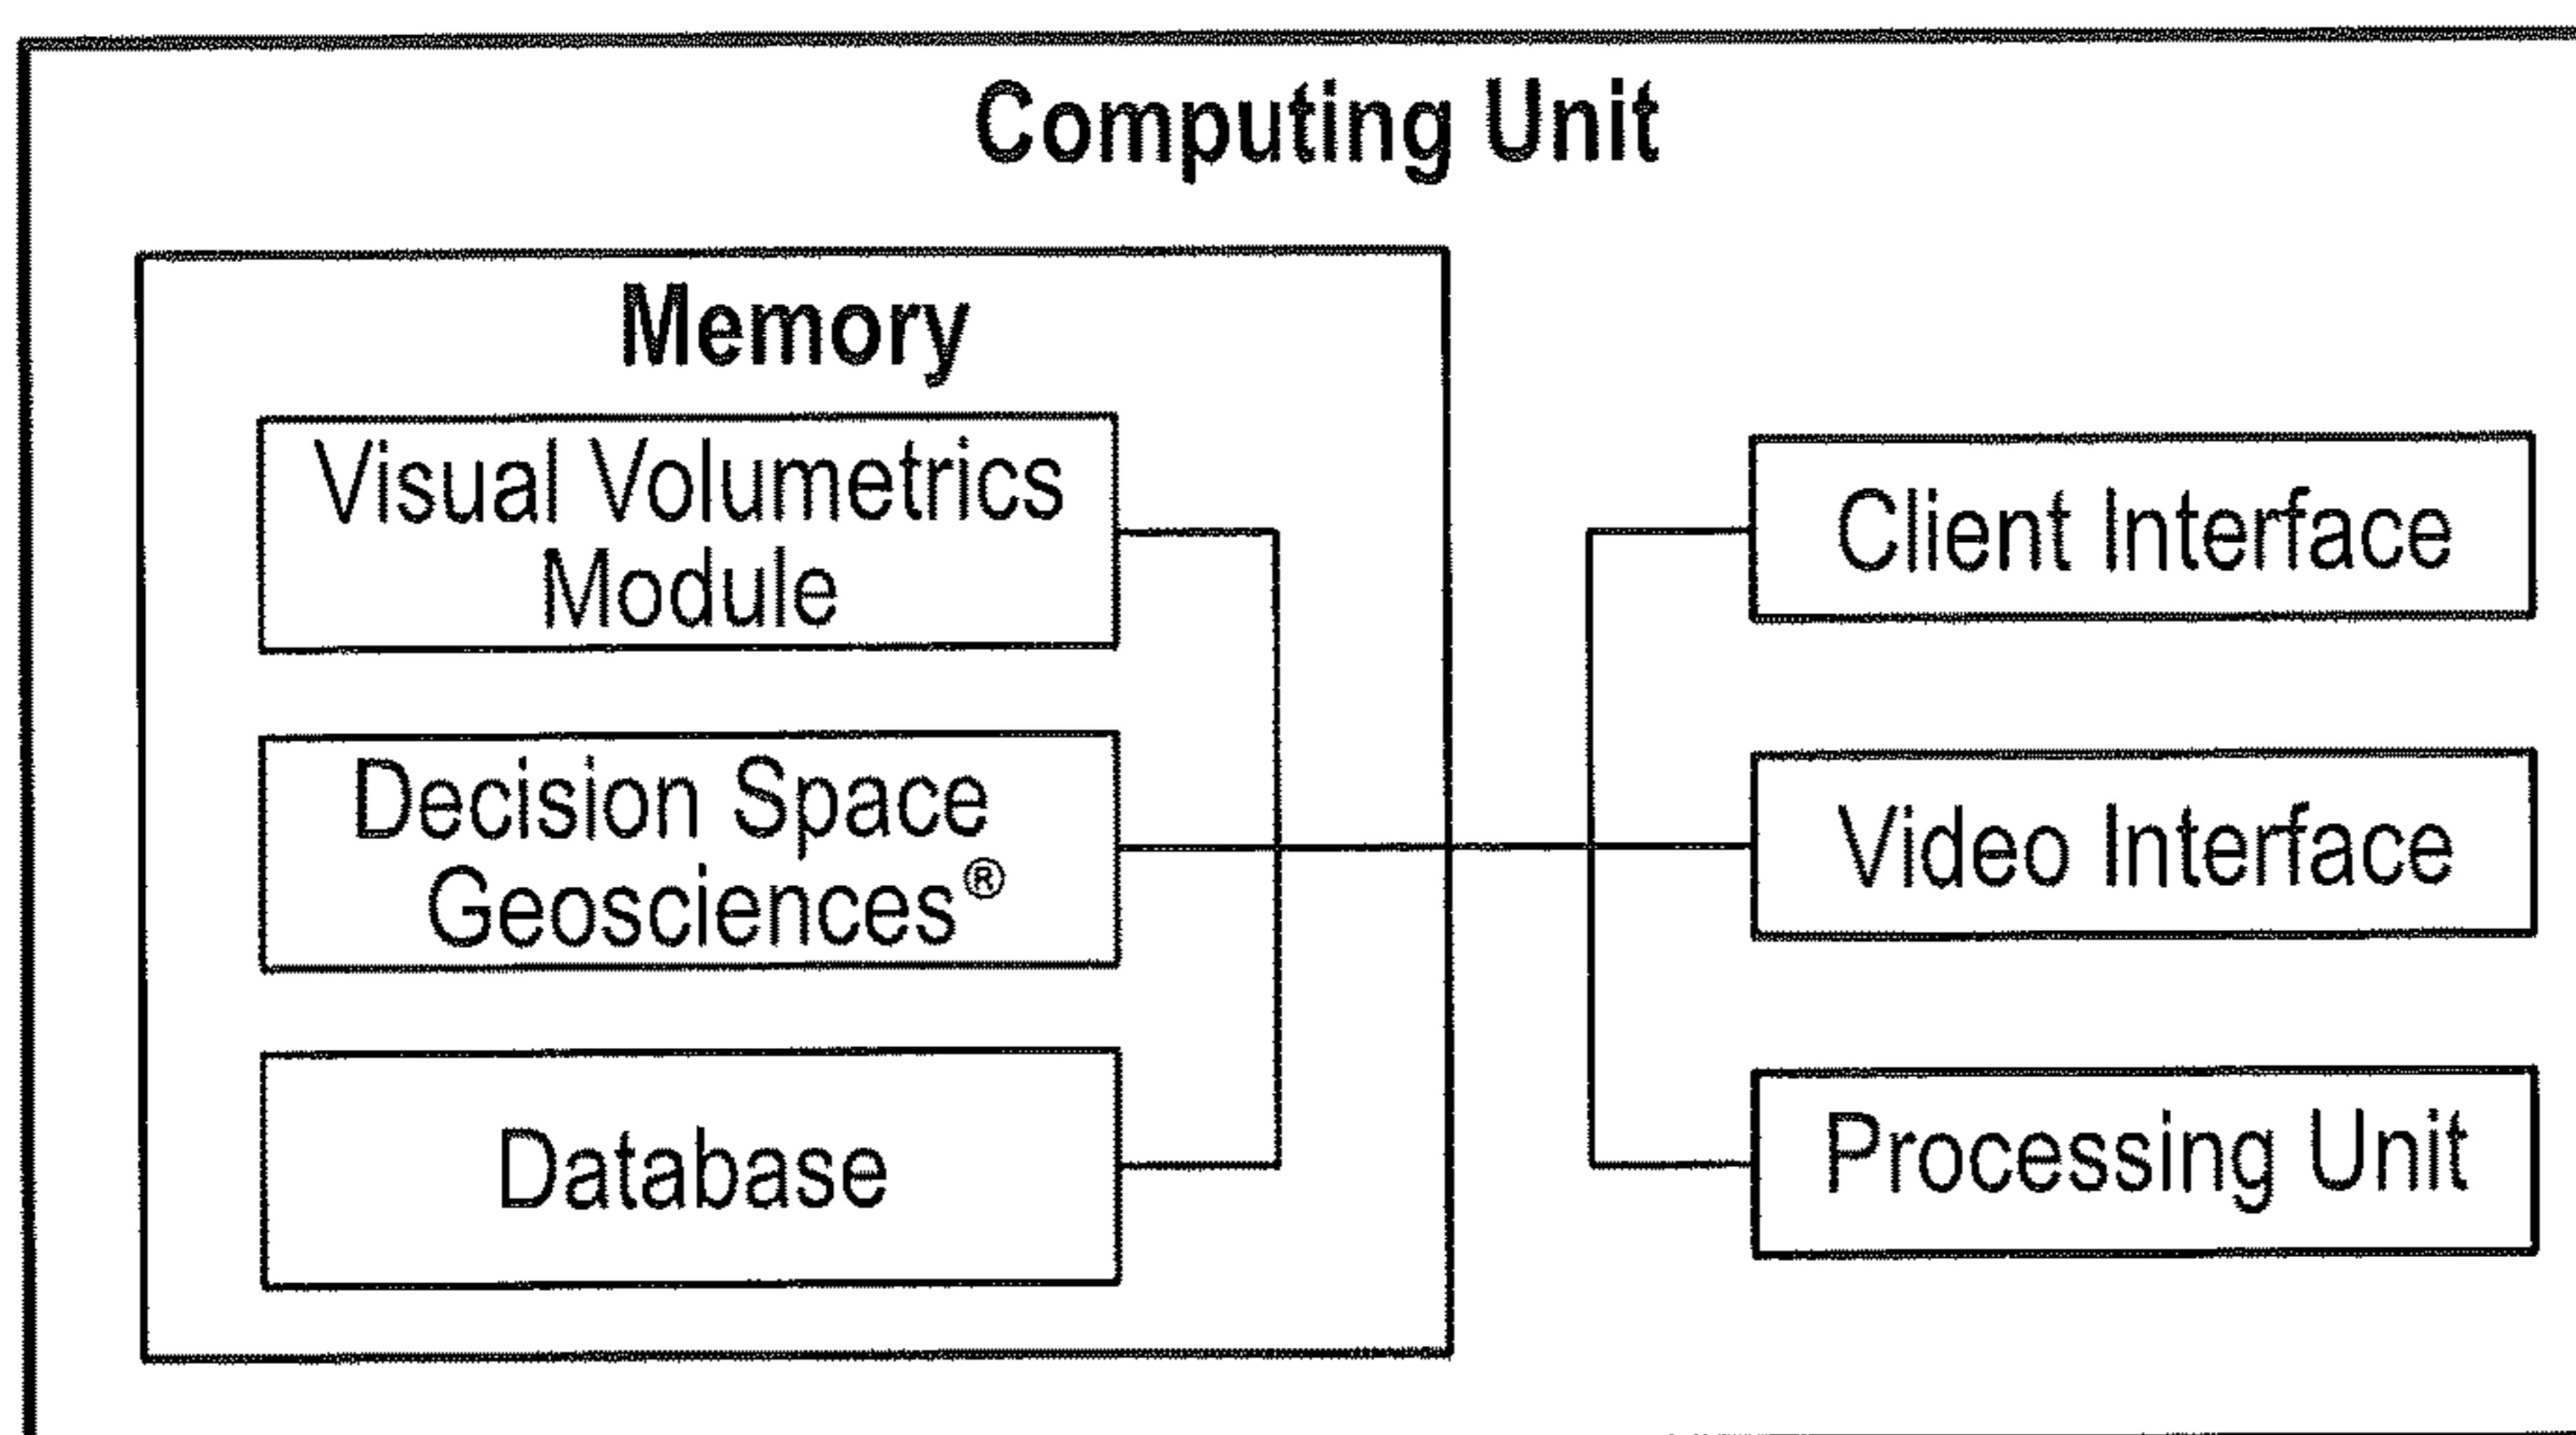 Computing Unit
Memory
Visual Volumetrics
Module
Decision Space
Geosciences®
Database
Client Interface
Video Interface
Processing Unit